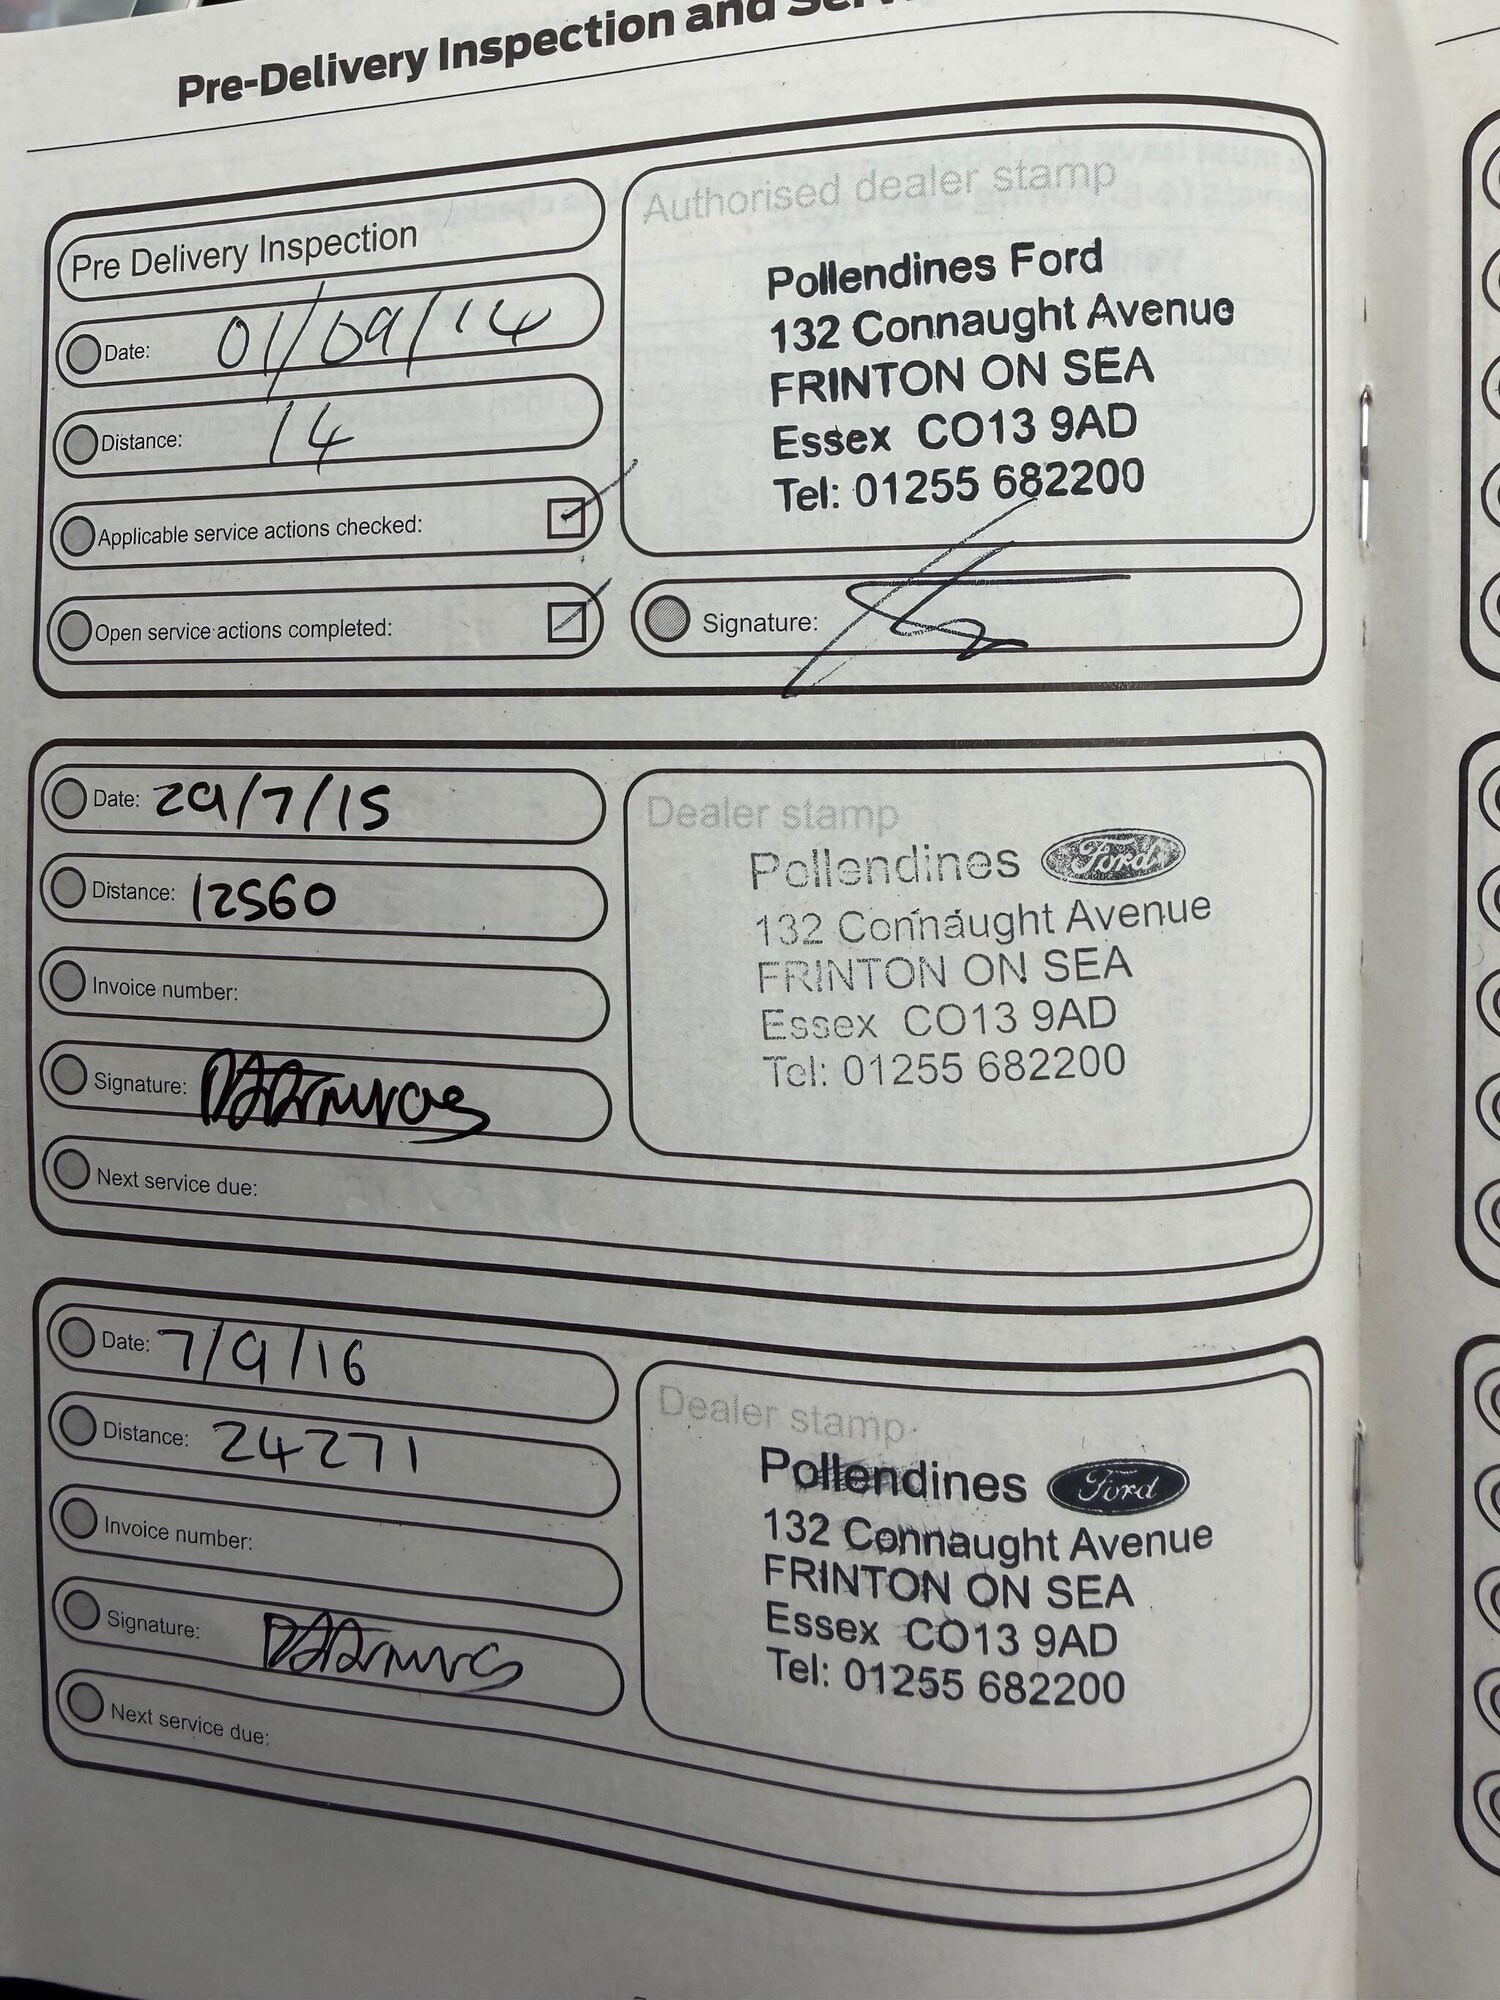 Pre-Delivery Inspection and
Pre Delivery Inspection
Date: 01/09/14
Distance: 14
Applicable service actions checked:
Open service actions completed:
Authorised dealer stamp
Pollendines Ford
132 Connaught Avenue
FRINTON ON SEA
Essex CO13 9AD
Tel: 01255 682200
Signature:
Date: 29/7/15
Distance: 12560
Invoice number:
Signature:
Next service due:
Dealer stamp
Pollendines Ford
132 Connaught Avenue
FRINTON ON SEA
Essex CO13 9AD
Tel: 01255 682200
Date: 7/9/16
Distance: 24271
Invoice number:
Signature:
Next service due:
Dealer stamp
Pollendines Ford
132 Connaught Avenue
FRINTON ON SEA
Essex CO13 9AD
Tel: 01255 682200